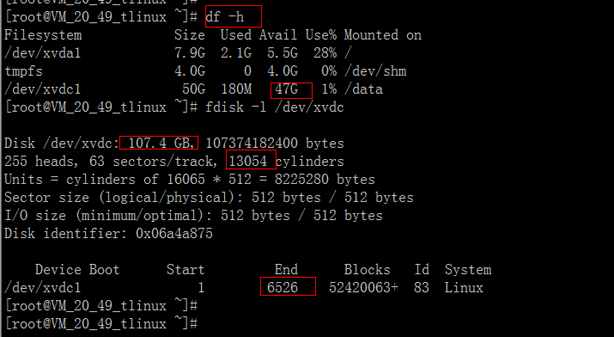 [root@VM_20_49_tlinux ~]#
[root@VM_20_49_tlinux ~]# df -h
Filesystem Size Used Avail Use% Mounted on
/dev/xvda1 7.9G 2.1G 5.5G 28% /
tmpfs 4.0G 0 4.0G 0% /dev/shm
/dev/xvdc1 50G 180M 47G 1% /data
[root@VM_20_49_tlinux ~]# fdisk -l /dev/xvdc
Disk /dev/xvdc: 107.4 GB, 107374182400 bytes
255 heads, 63 sectors/track, 13054 cylinders
Units = cylinders of 16065 * 512 = 8225280 bytes
Sector size (logical/physical): 512 bytes / 512 bytes
I/O size (minimum/optimal): 512 bytes / 512 bytes
Disk identifier: 0x06a4a875
Device Boot Start End Blocks Id System
/dev/xvdc1 1 6526 52420063+ 83 Linux
[root@VM_20_49_tlinux ~]#
[root@VM_20_49_tlinux ~]#